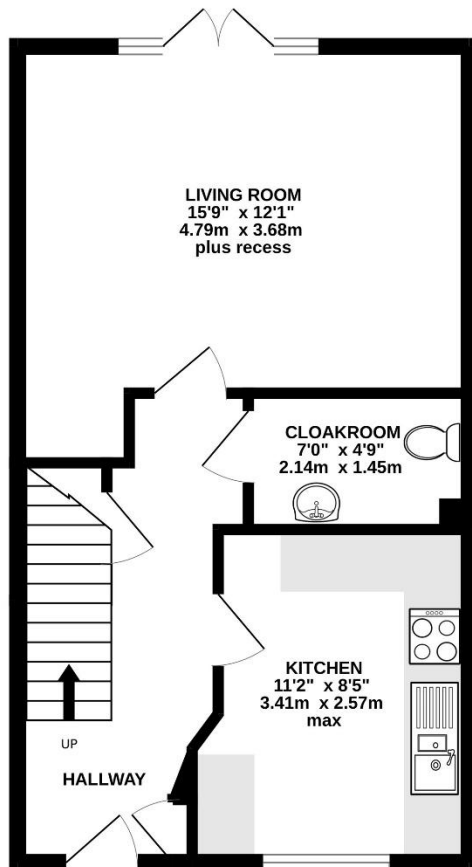 LIVING ROOM
15'9" x 12'1"
4.79m x 3.68m
plus recess
CLOAKROOM
7'0" x 4'9"
2.14m x 1.45m
KITCHEN
11'2" x 8'5"
3.41m x 2.57m
max
UP
HALLWAY